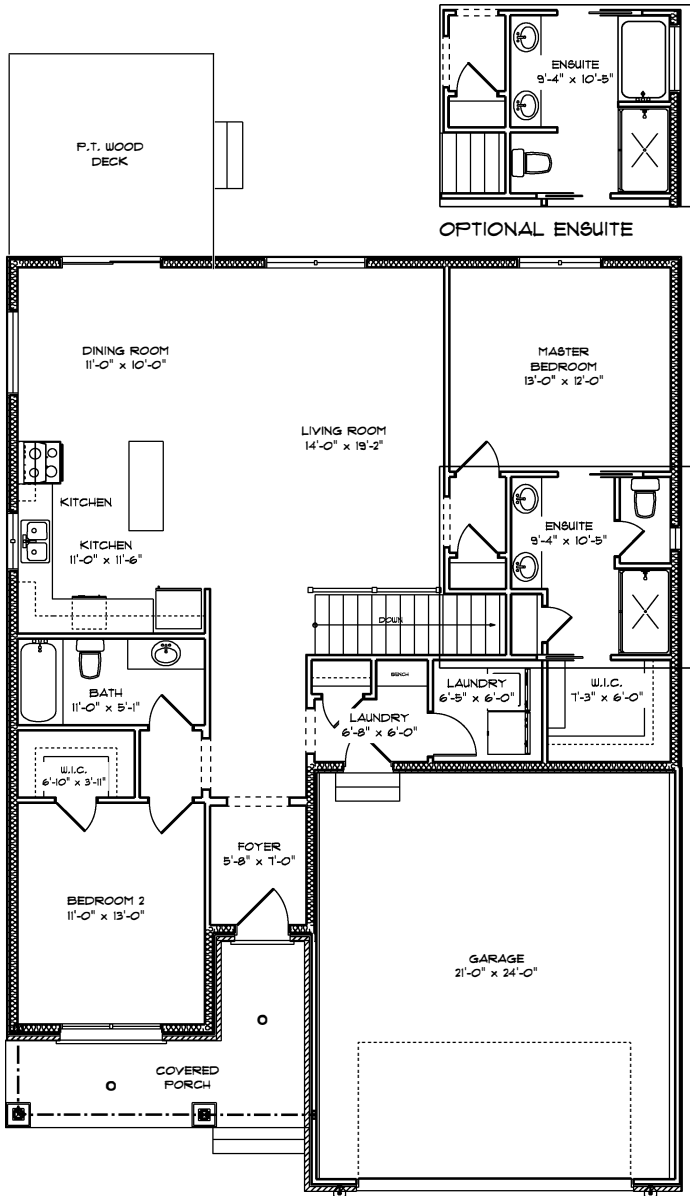 ENSUITE
9'-4" x 10'-5"
P.T. WOOD
DECK
OPTIONAL ENSUITE
DINING ROOM
11'-0" x 10'-0"
MASTER
BEDROOM
13'-0" x 12'-0"
LIVING ROOM
14'-0" x 19'-2"
KITCHEN
KITCHEN
11'-0" x 11'-6"
ENSUITE
9'-4" x 10'-5"
DOWN
BATH
11'-0" x 5'-1"
BENCH
LAUNDRY
6'-5" x 6'-0"
W.I.C.
7'-3" x 6'-0"
LAUNDRY
6'-8" x 6'-0"
W.I.C.
6'-10" x 3'-11"
FOYER
5'-8" x 7'-0"
BEDROOM 2
11'-0" x 13'-0"
GARAGE
21'-0" x 24'-0"
COVERED
PORCH